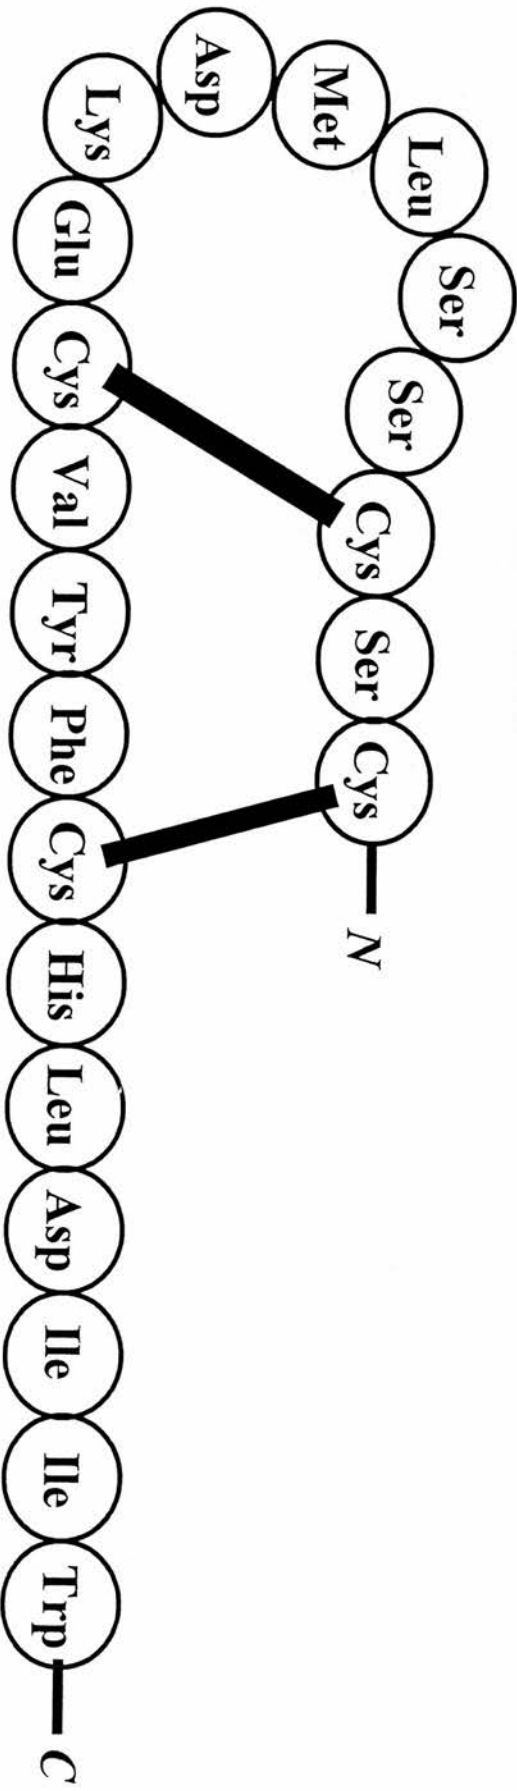 Lys Asp Met Leu Ser Ser Cys Ser Cys N
Glu Cys Val Tyr Phe Cys His Leu Asp Ile Ile Trp C